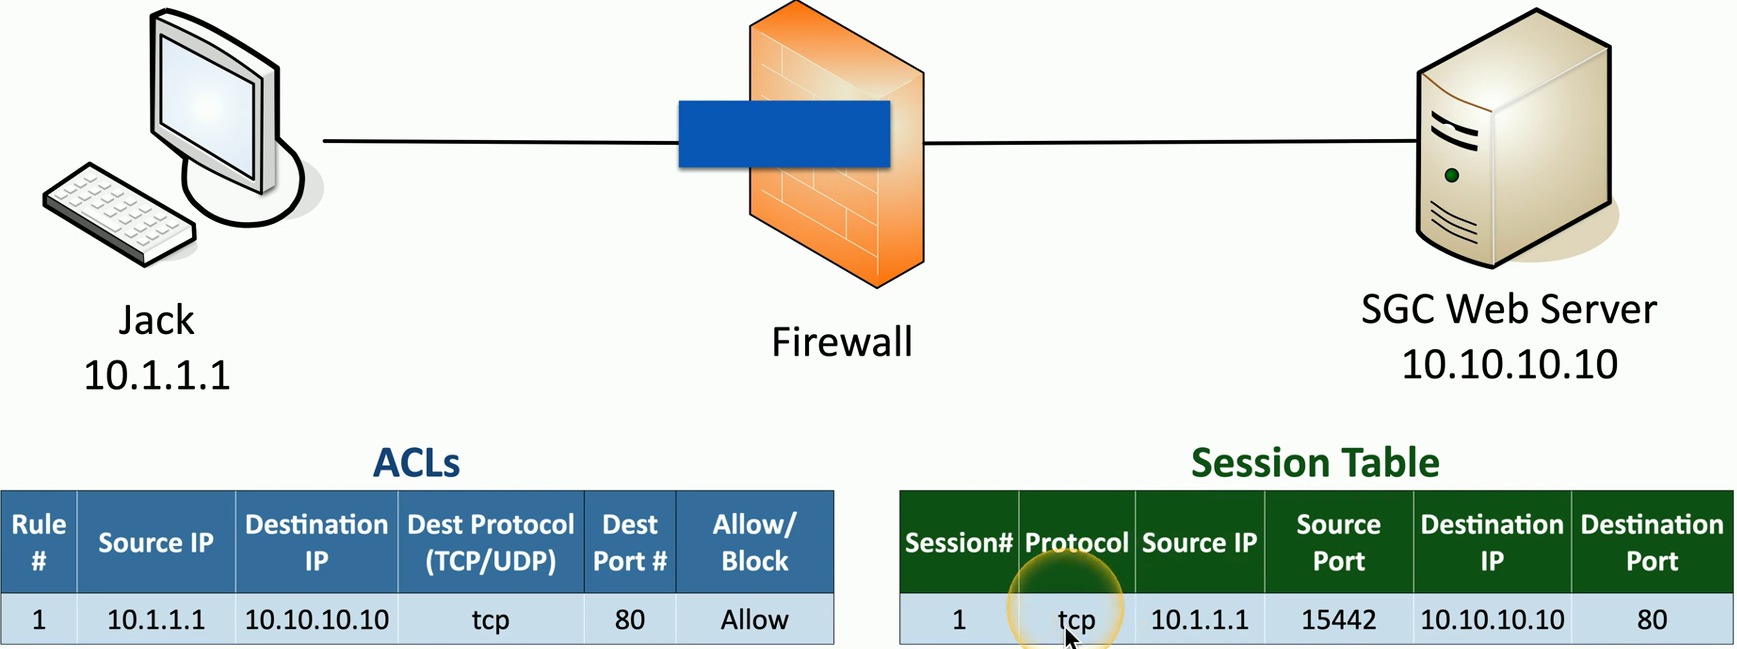 Jack
10.1.1.1
Firewall
SGC Web Server
10.10.10.10
ACLs
Rule # Source IP Destination IP Dest Protocol (TCP/UDP) Dest Port # Allow/ Block
1 10.1.1.1 10.10.10.10 tcp 80 Allow
Session Table
Session# Protocol Source IP Source Port Destination IP Destination Port
1 tcp 10.1.1.1 15442 10.10.10.10 80